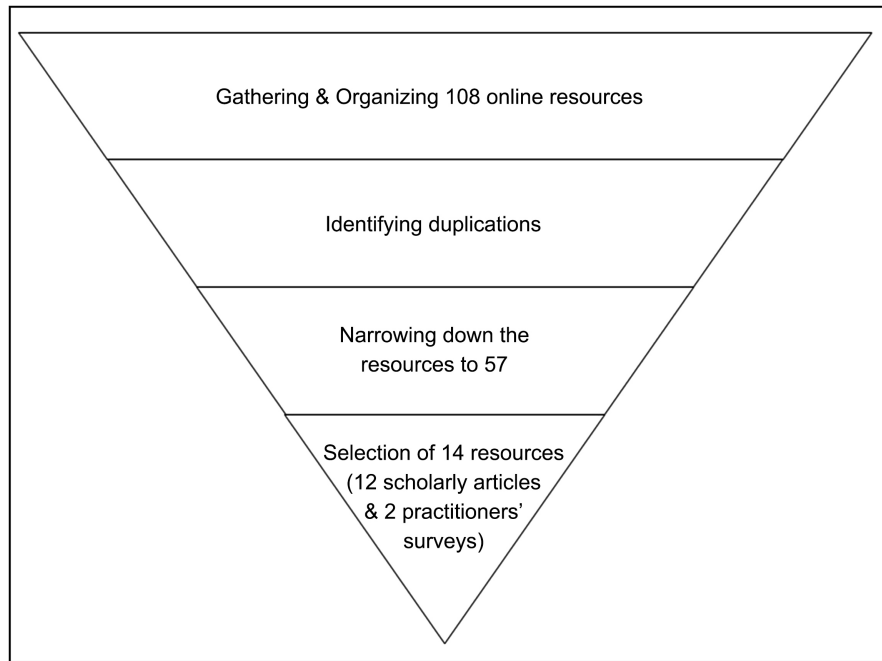 Gathering & Organizing 108 online resources
Identifying duplications
Narrowing down the
resources to 57
Selection of 14 resources
(12 scholarly articles
& 2 practitioners’
surveys)